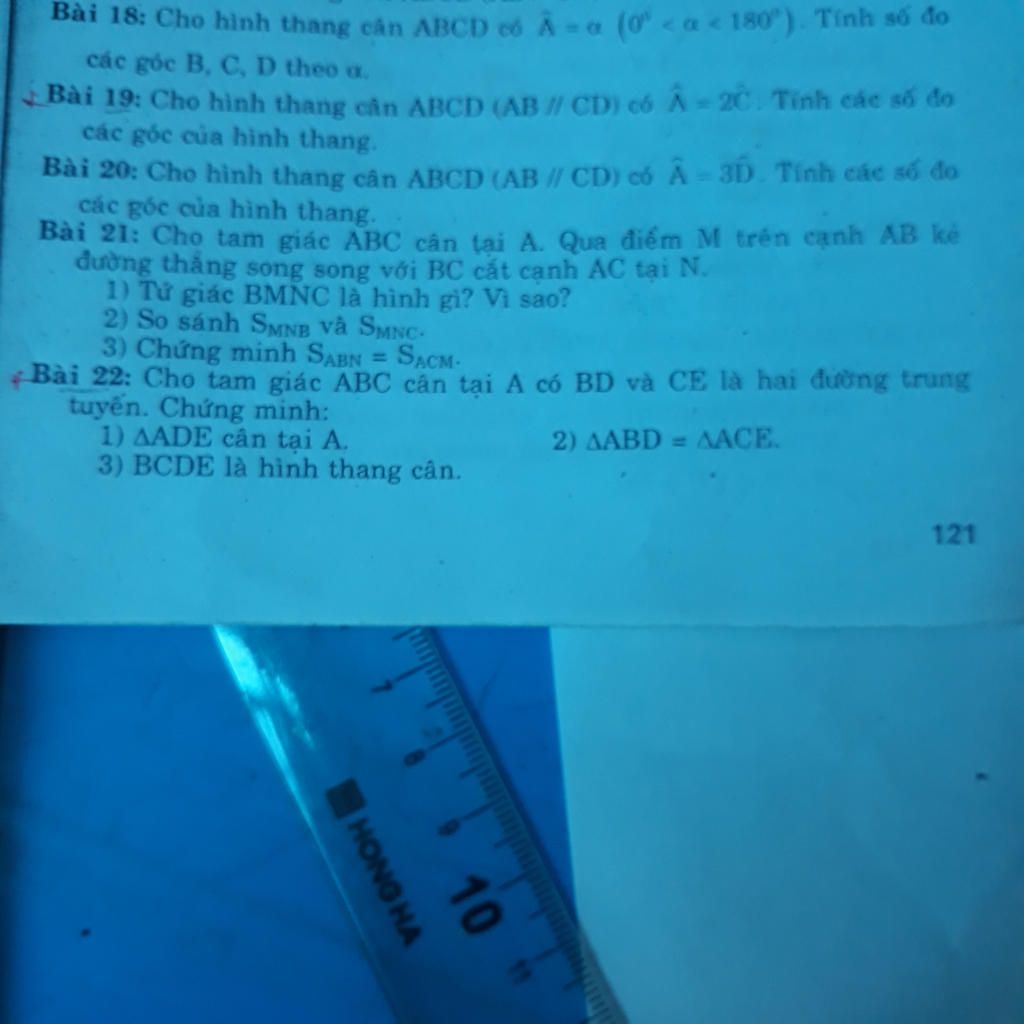 Bài 18: Cho hình thang cân ABCD có Â = α (0° < α < 180°). Tính số đo
các góc B, C, D theo α.
Bài 19: Cho hình thang cân ABCD (AB // CD) có Â = 2Ĉ. Tính các số đo
các góc của hình thang.
Bài 20: Cho hình thang cân ABCD (AB // CD) có Â = 3D̂. Tính các số đo
các góc của hình thang.
Bài 21: Cho tam giác ABC cân tại A. Qua điểm M trên cạnh AB kẻ
đường thẳng song song với BC cắt cạnh AC tại N.
1) Tứ giác BMNC là hình gì? Vì sao?
2) So sánh S_MNB và S_MNC.
3) Chứng minh S_ABN = S_ACM.
Bài 22: Cho tam giác ABC cân tại A có BD và CE là hai đường trung
tuyến. Chứng minh:
1) ΔADE cân tại A. 2) ΔABD = ΔACE.
3) BCDE là hình thang cân.
121
7
8
9
10
11
HONG HA